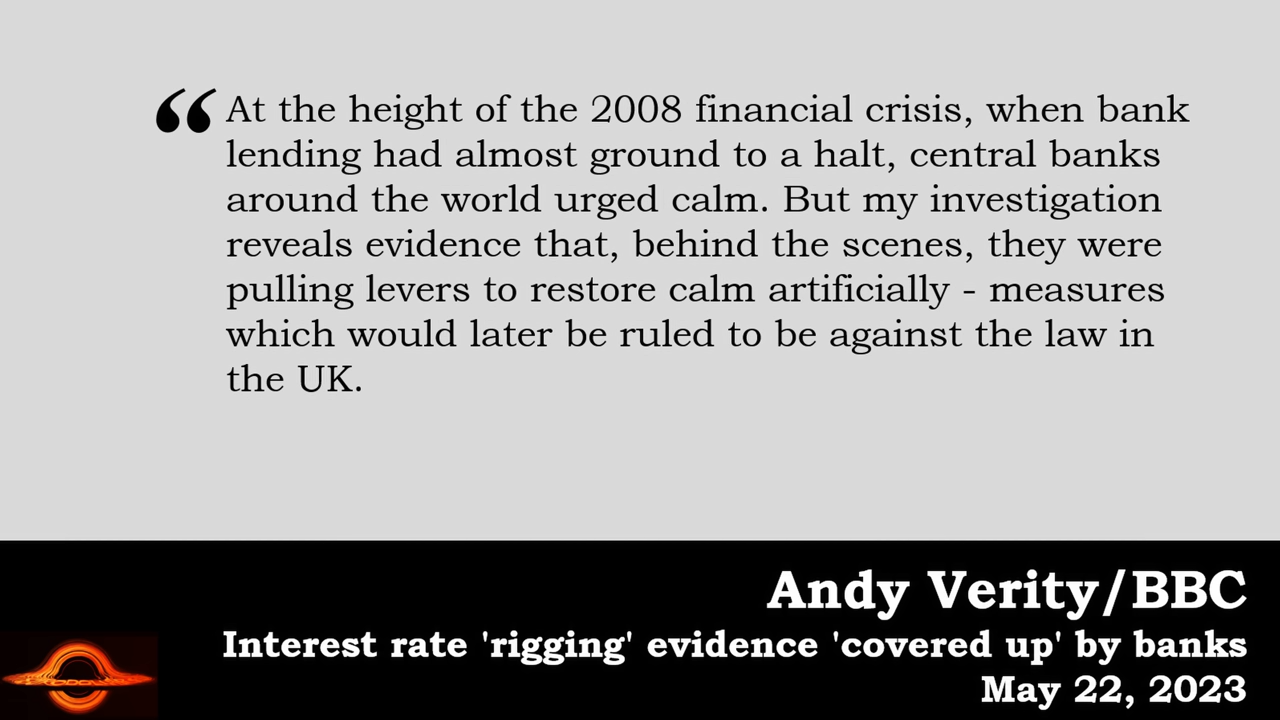 “At the height of the 2008 financial crisis, when bank
lending had almost ground to a halt, central banks
around the world urged calm. But my investigation
reveals evidence that, behind the scenes, they were
pulling levers to restore calm artificially - measures
which would later be ruled to be against the law in
the UK.
Andy Verity/BBC
Interest rate 'rigging' evidence 'covered up' by banks
May 22, 2023